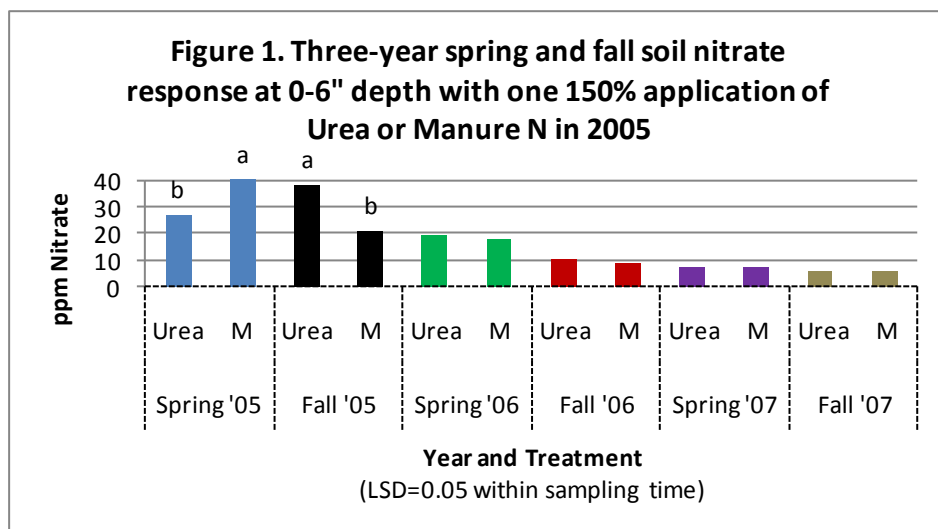 Figure 1. Three-year spring and fall soil nitrate
response at 0-6" depth with one 150% application of
Urea or Manure N in 2005
ppm Nitrate
40
30
20
10
0
b
a
a
b
Urea M Urea M Urea M Urea M Urea M Urea M
Spring '05 Fall '05 Spring '06 Fall '06 Spring '07 Fall '07
Year and Treatment
(LSD=0.05 within sampling time)